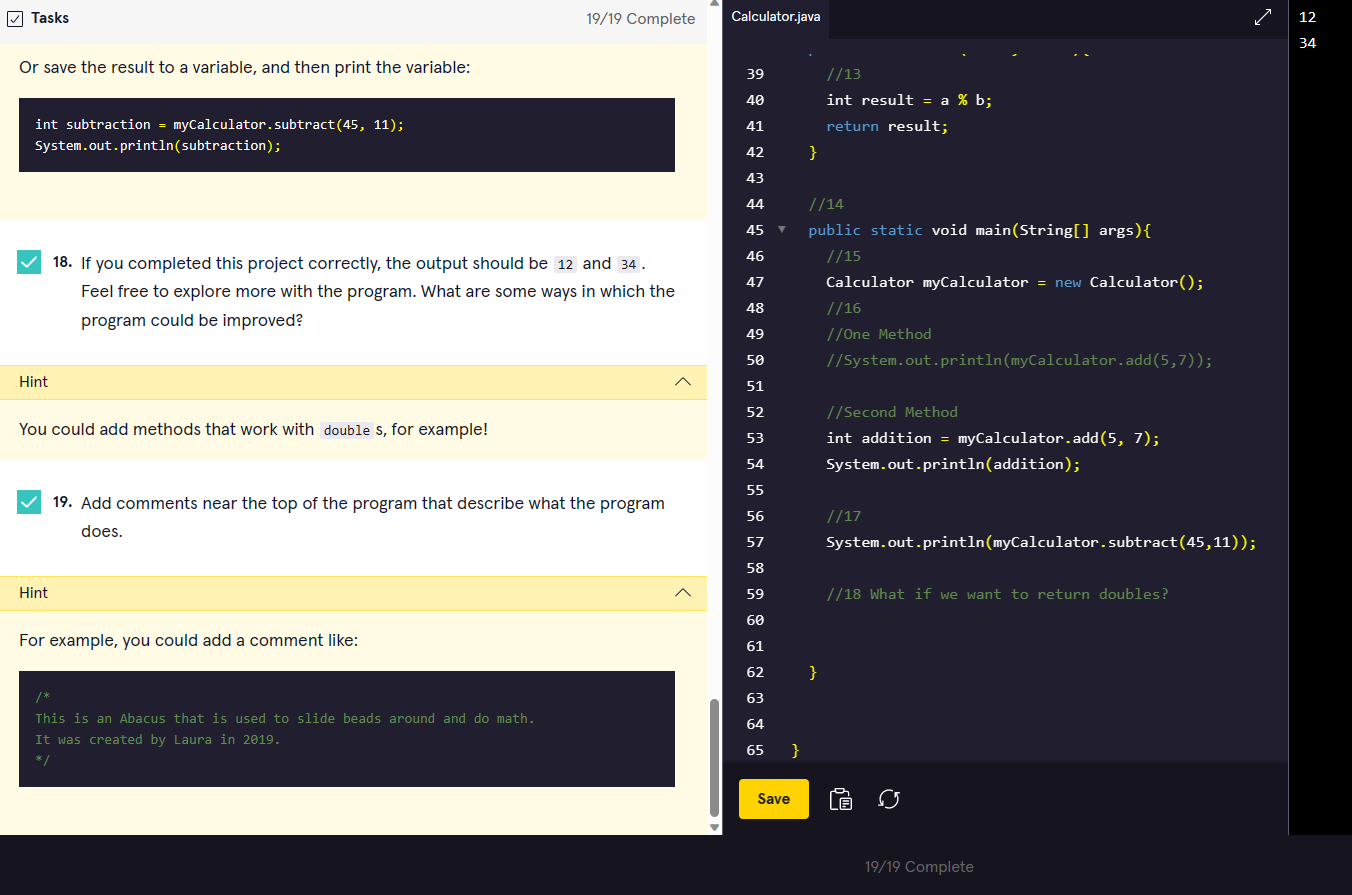 Tasks
19/19 Complete
Or save the result to a variable, and then print the variable:
int subtraction = myCalculator.subtract(45, 11);
System.out.println(subtraction);
18. If you completed this project correctly, the output should be 12 and 34.
Feel free to explore more with the program. What are some ways in which the
program could be improved?
Hint
You could add methods that work with double s, for example!
19. Add comments near the top of the program that describe what the program
does.
Hint
For example, you could add a comment like:
/*
This is an Abacus that is used to slide beads around and do math.
It was created by Laura in 2019.
*/
Calculator.java
39 //13
40 int result = a % b;
41 return result;
42 }
43
44 //14
45 public static void main(String[] args){
46 //15
47 Calculator myCalculator = new Calculator();
48 //16
49 //One Method
50 //System.out.println(myCalculator.add(5,7));
51
52 //Second Method
53 int addition = myCalculator.add(5, 7);
54 System.out.println(addition);
55
56 //17
57 System.out.println(myCalculator.subtract(45,11));
58
59 //18 What if we want to return doubles?
60
61
62 }
63
64
65 }
Save
12
34
19/19 Complete